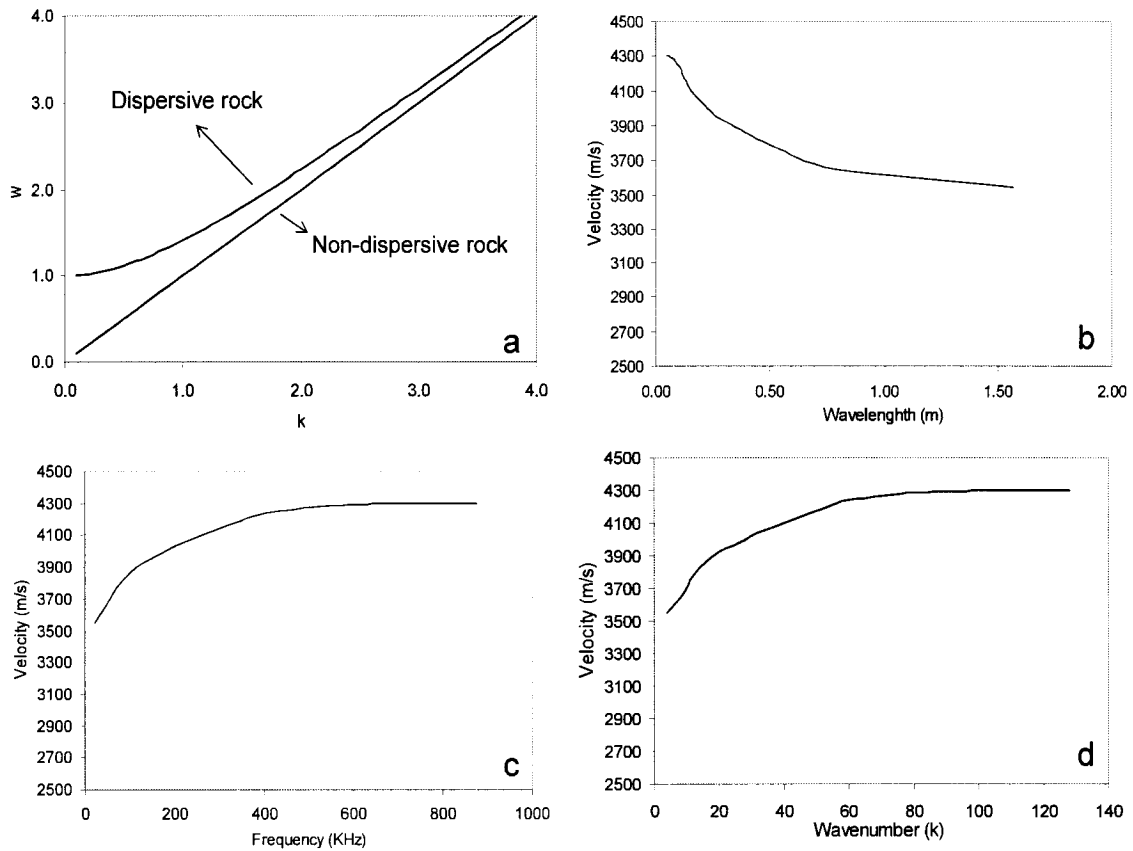 4.0
3.0
2.0
1.0
0.0
w
Dispersive rock
Non-dispersive rock
a
0.0 1.0 2.0 3.0 4.0
k
4500
4300
4100
3900
3700
3500
3300
3100
2900
2700
2500
Velocity (m/s)
b
0.00 0.50 1.00 1.50 2.00
Wavelenghth (m)
4500
4300
4100
3900
3700
3500
3300
3100
2900
2700
2500
Velocity (m/s)
c
0 200 400 600 800 1000
Frequency (KHz)
4500
4300
4100
3900
3700
3500
3300
3100
2900
2700
2500
Velocity (m/s)
d
0 20 40 60 80 100 120 140
Wavenumber (k)